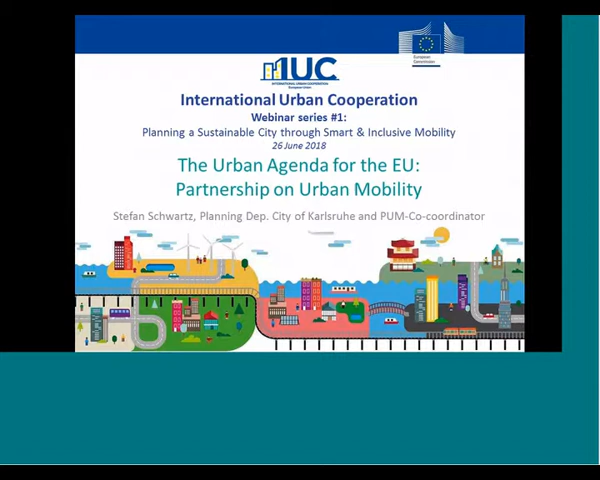 European
Commission
IUC
INTERNATIONAL URBAN COOPERATION
European Union
International Urban Cooperation
Webinar series #1:
Planning a Sustainable City through Smart & Inclusive Mobility
26 June 2018
The Urban Agenda for the EU:
Partnership on Urban Mobility
Stefan Schwartz, Planning Dep. City of Karlsruhe and PUM-Co-coordinator